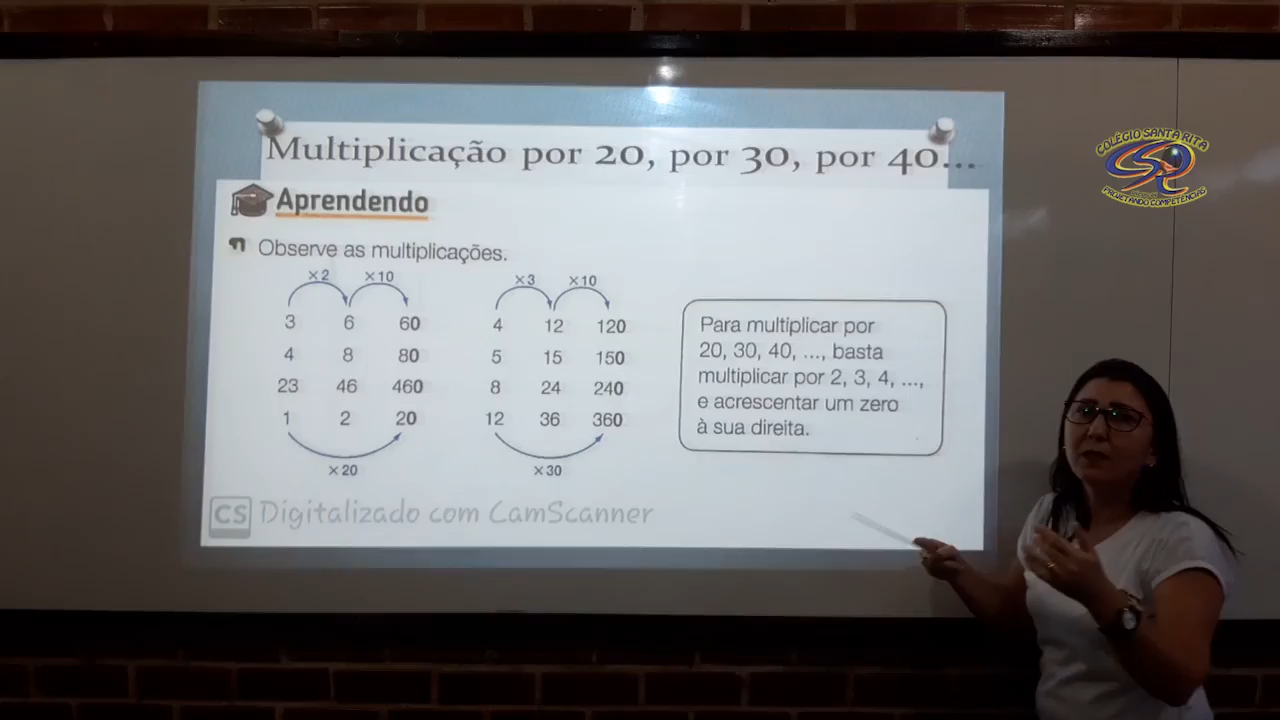 Multiplicação por 20, por 30, por 40...
Aprendendo
Observe as multiplicações.
×2 ×10
3 6 60
4 8 80
23 46 460
1 2 20
×20
×3 ×10
4 12 120
5 15 150
8 24 240
12 36 360
×30
Para multiplicar por
20, 30, 40, ..., basta
multiplicar por 2, 3, 4, ...,
e acrescentar um zero
à sua direita.
CS Digitalizado com CamScanner
COLÉGIO SANTA RITA
PROJETANDO COMPETÊNCIAS